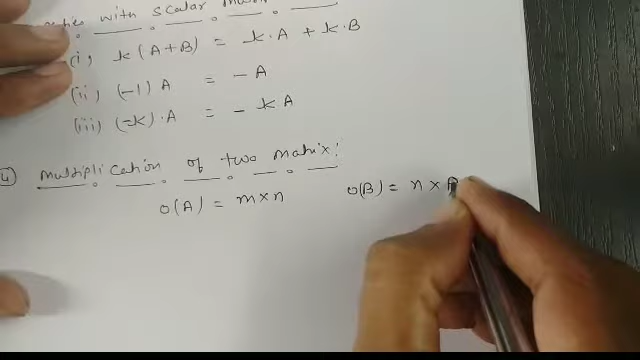 with scalar
(i) k(A+B) = k·A + k·B
(ii) (-1) A = -A
(iii) (-k)·A = - kA
4) multiplication of two matrix:
O(A) = m×n O(B) = n×